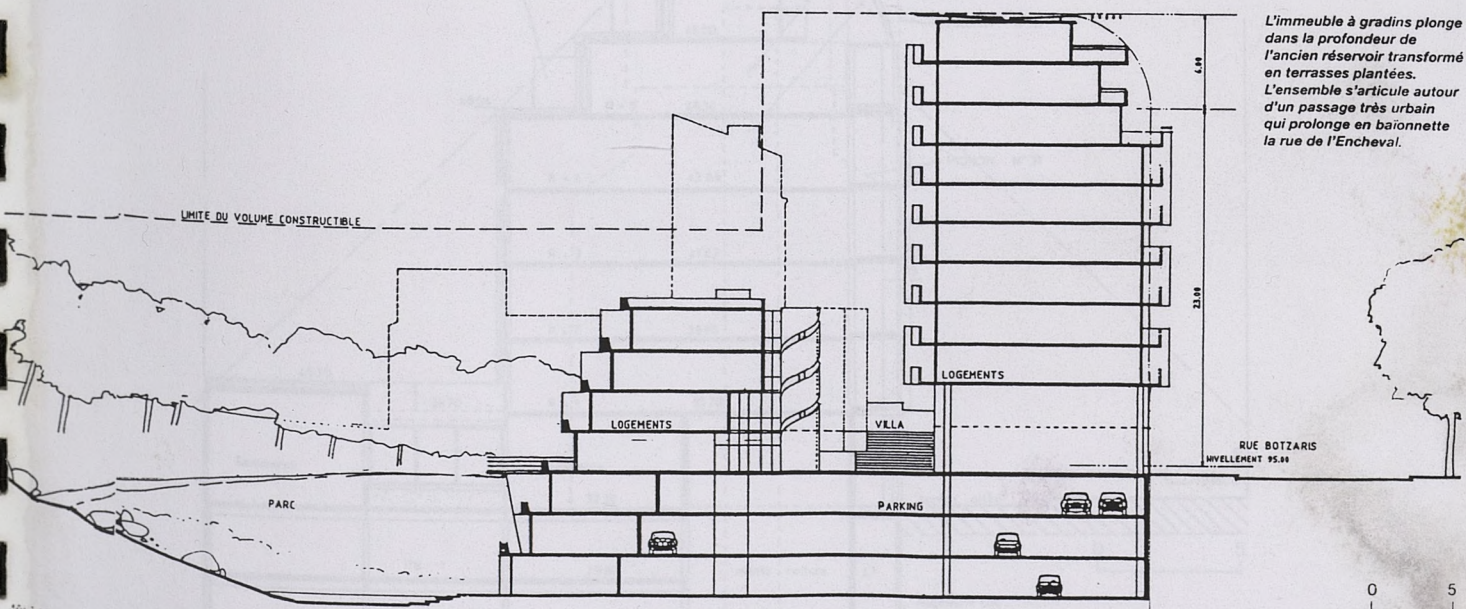 L'immeuble à gradins plonge
dans la profondeur de
l'ancien réservoir transformé
en terrasses plantées.
L'ensemble s'articule autour
d'un passage très urbain
qui prolonge en baïonnette
la rue de l'Encheval.
6.00
LIMITE DU VOLUME CONSTRUCTIBLE
23.00
LOGEMENTS
LOGEMENTS
VILLA
RUE BOTZARIS
NIVELLEMENT 95.00
PARC
PARKING
0 5